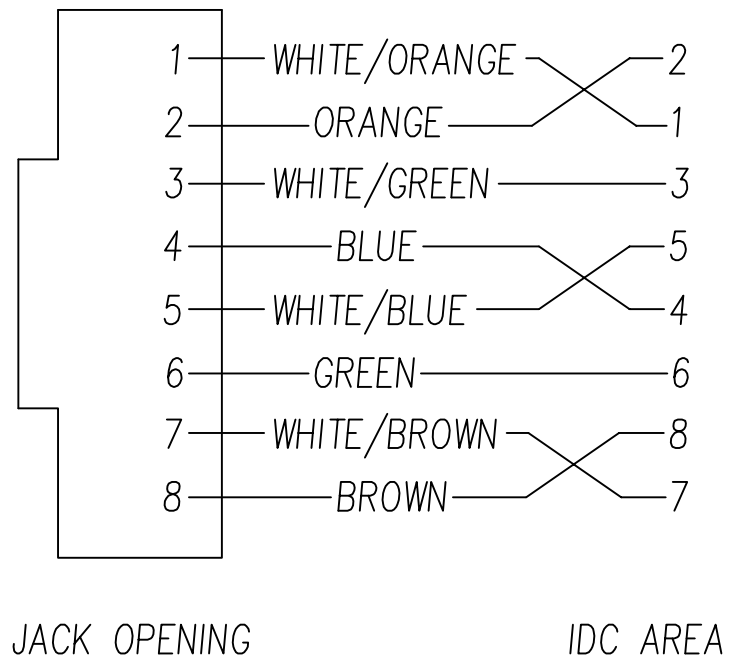 1 WHITE/ORANGE 2
2 ORANGE 1
3 WHITE/GREEN 3
4 BLUE 5
5 WHITE/BLUE 4
6 GREEN 6
7 WHITE/BROWN 8
8 BROWN 7
JACK OPENING IDC AREA